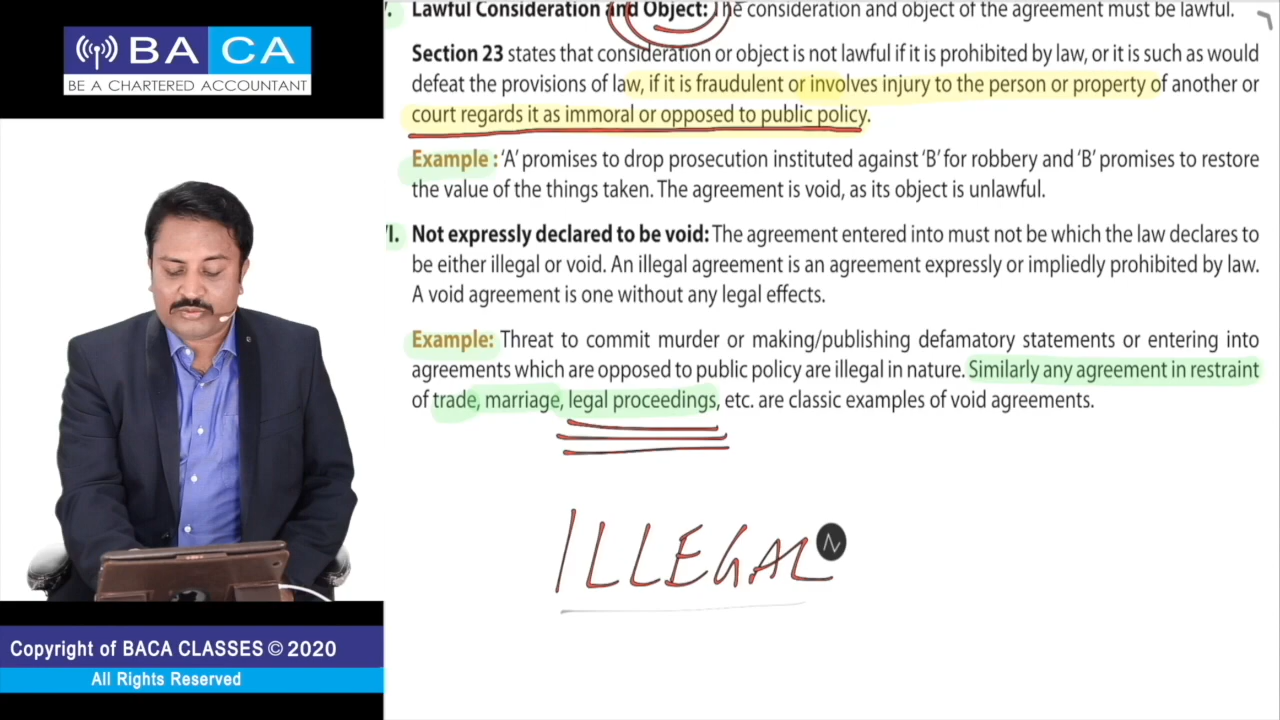 BA CA
BE A CHARTERED ACCOUNTANT
Lawful Consideration and Object: The consideration and object of the agreement must be lawful.
Section 23 states that consideration or object is not lawful if it is prohibited by law, or it is such as would
defeat the provisions of law, if it is fraudulent or involves injury to the person or property of another or
court regards it as immoral or opposed to public policy.
Example : ‘A’ promises to drop prosecution instituted against ‘B’ for robbery and ‘B’ promises to restore
the value of the things taken. The agreement is void, as its object is unlawful.
Not expressly declared to be void: The agreement entered into must not be which the law declares to
be either illegal or void. An illegal agreement is an agreement expressly or impliedly prohibited by law.
A void agreement is one without any legal effects.
Example: Threat to commit murder or making/publishing defamatory statements or entering into
agreements which are opposed to public policy are illegal in nature. Similarly any agreement in restraint
of trade, marriage, legal proceedings, etc. are classic examples of void agreements.
ILLEGAL
Copyright of BACA CLASSES © 2020
All Rights Reserved